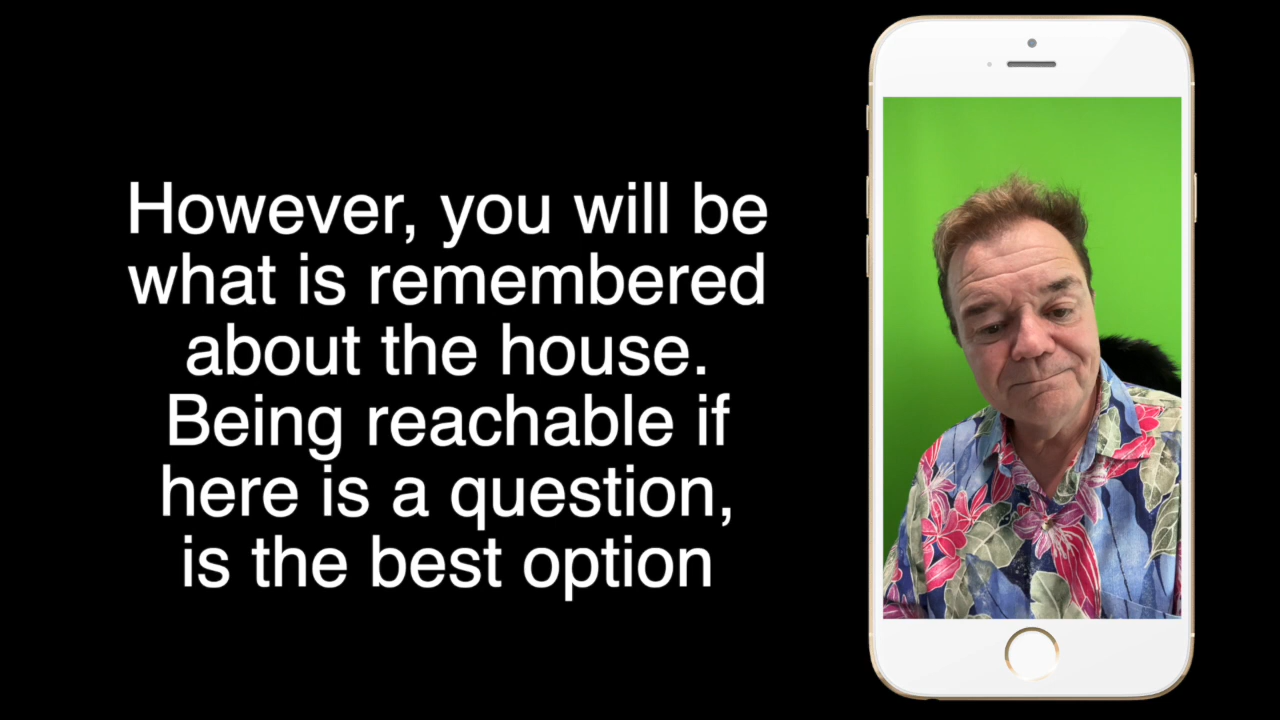 However, you will be
what is remembered
about the house.
Being reachable if
here is a question,
is the best option